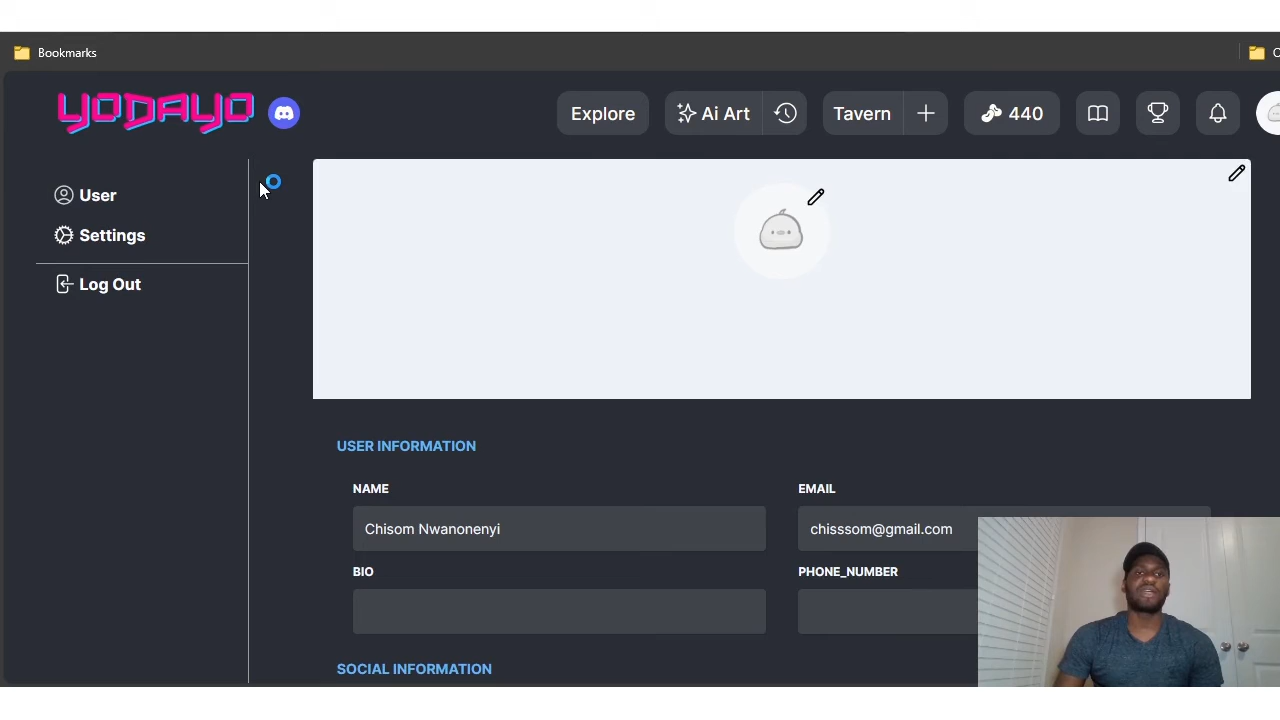 Bookmarks
YODAYO
Explore
Ai Art
Tavern
440
User
Settings
Log Out
USER INFORMATION
NAME
EMAIL
Chisom Nwanonenyi
chisssom@gmail.com
BIO
PHONE_NUMBER
SOCIAL INFORMATION